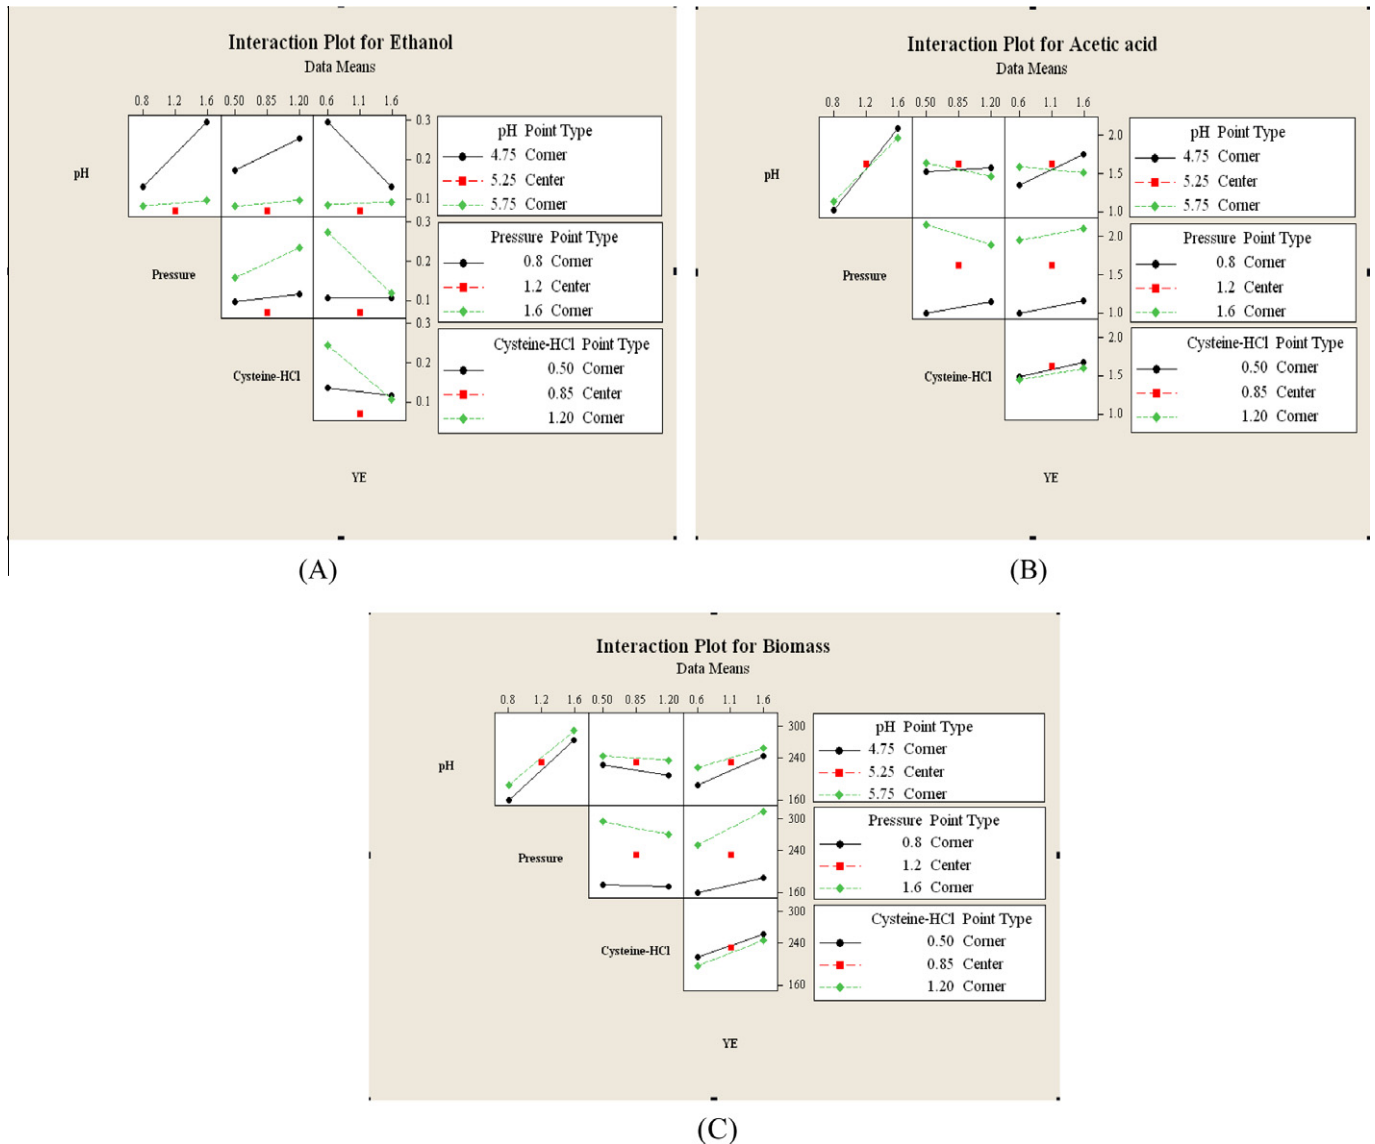 Interaction Plot for Ethanol
Data Means
0.8 1.2 1.6 0.50 0.85 1.20 0.6 1.1 1.6
pH
0.3
0.2
0.1
pH Point Type
4.75 Corner
5.25 Center
5.75 Corner
Pressure
0.3
0.2
0.1
Pressure Point Type
0.8 Corner
1.2 Center
1.6 Corner
Cysteine-HCl
0.3
0.2
0.1
Cysteine-HCl Point Type
0.50 Corner
0.85 Center
1.20 Corner
YE
(A)
Interaction Plot for Acetic acid
Data Means
0.8 1.2 1.6 0.50 0.85 1.20 0.6 1.1 1.6
pH
2.0
1.5
1.0
pH Point Type
4.75 Corner
5.25 Center
5.75 Corner
Pressure
2.0
1.5
1.0
Pressure Point Type
0.8 Corner
1.2 Center
1.6 Corner
Cysteine-HCl
2.0
1.5
1.0
Cysteine-HCl Point Type
0.50 Corner
0.85 Center
1.20 Corner
YE
(B)
Interaction Plot for Biomass
Data Means
0.8 1.2 1.6 0.50 0.85 1.20 0.6 1.1 1.6
pH
300
240
160
pH Point Type
4.75 Corner
5.25 Center
5.75 Corner
Pressure
300
240
160
Pressure Point Type
0.8 Corner
1.2 Center
1.6 Corner
Cysteine-HCl
300
240
160
Cysteine-HCl Point Type
0.50 Corner
0.85 Center
1.20 Corner
YE
(C)